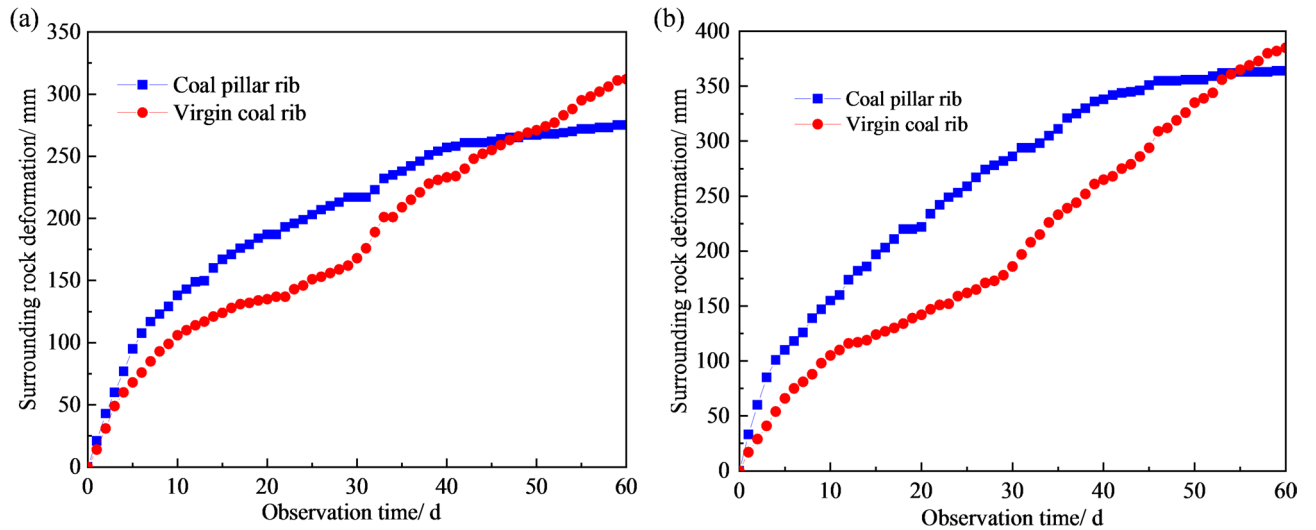 (a)
350
300
250
200
150
100
50
0
Surrounding rock deformation/ mm
Coal pillar rib
Virgin coal rib
0 10 20 30 40 50 60
Observation time/ d
(b)
400
350
300
250
200
150
100
50
0
Surrounding rock deformation/ mm
Coal pillar rib
Virgin coal rib
0 10 20 30 40 50 60
Observation time/ d